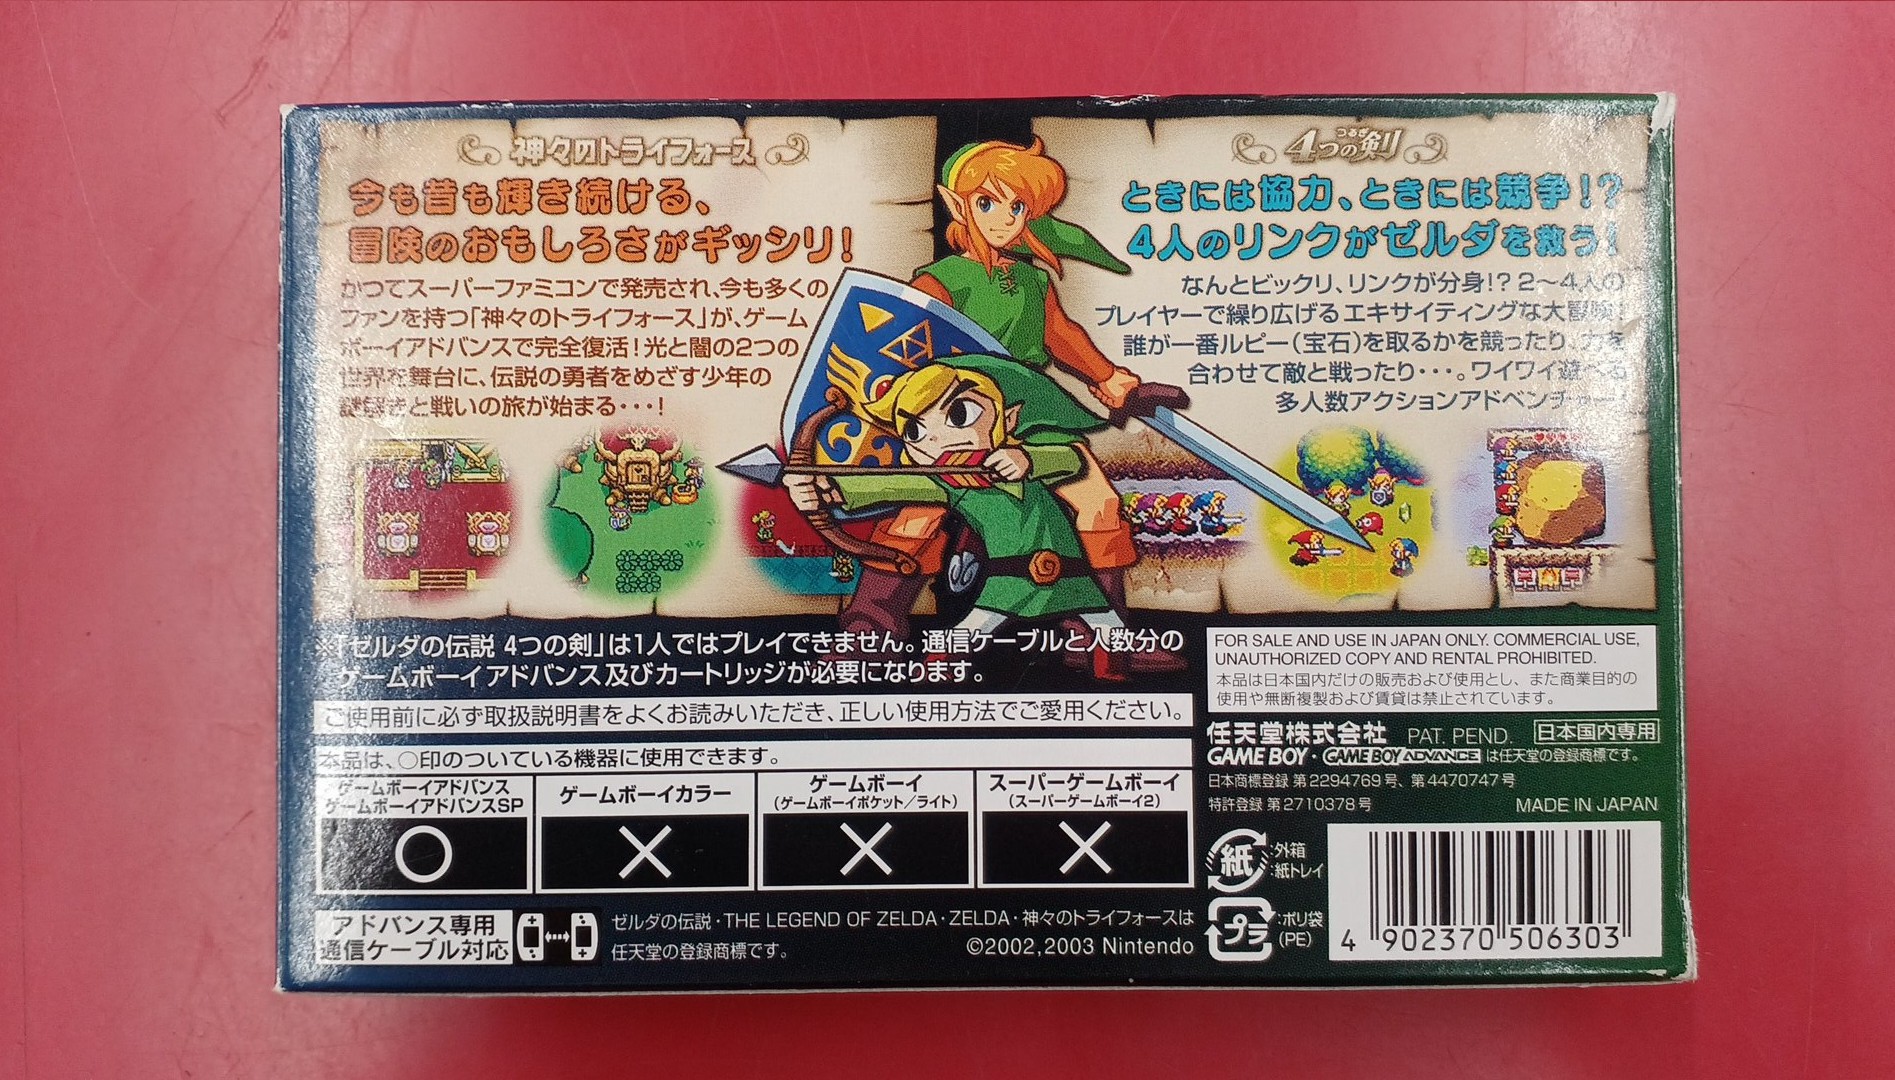 神々のトライフォース
今も昔も輝き続ける、
冒険のおもしろさがギッシリ!
かつてスーパーファミコンで発売され、今も多くの
ファンを持つ「神々のトライフォース」が、ゲーム
ボーイアドバンスで完全復活!光と闇の2つの
世界を舞台に、伝説の勇者をめざす少年の
謎解きと戦いの旅が始まる・・・!
つるぎ
4つの剣
ときには協力、ときには競争!?
4人のリンクがゼルダを救う!
なんとビックリ、リンクが分身!?2〜4人の
プレイヤーで繰り広げるエキサイティングな大冒険!
誰が一番ルピー(宝石)を取るかを競ったり、力を
合わせて敵と戦ったり・・・。ワイワイ遊べる
多人数アクションアドベンチャー
※「ゼルダの伝説 4つの剣」は1人ではプレイできません。通信ケーブルと人数分の
ゲームボーイアドバンス及びカートリッジが必要になります。
ご使用前に必ず取扱説明書をよくお読みいただき、正しい使用方法でご愛用ください。
本品は、○印のついている機器に使用できます。
ゲームボーイアドバンス
ゲームボーイアドバンスSP
○
ゲームボーイカラー
×
ゲームボーイ
(ゲームボーイポケット/ライト)
×
スーパーゲームボーイ
(スーパーゲームボーイ2)
×
アドバンス専用
通信ケーブル対応
ゼルダの伝説・THE LEGEND OF ZELDA・ZELDA・神々のトライフォースは
任天堂の登録商標です。
©2002,2003 Nintendo
FOR SALE AND USE IN JAPAN ONLY. COMMERCIAL USE,
UNAUTHORIZED COPY AND RENTAL PROHIBITED.
本品は日本国内だけの販売および使用とし、また商業目的の
使用や無断複製および賃貸は禁止されています。
任天堂株式会社 PAT. PEND. 日本国内専用
GAME BOY・GAME BOY ADVANCE は任天堂の登録商標です。
日本商標登録 第2294769号、第4470747号
特許登録 第2710378号 MADE IN JAPAN
紙 :外箱
:紙トレイ
プラ :ポリ袋
(PE)
4 902370 506303